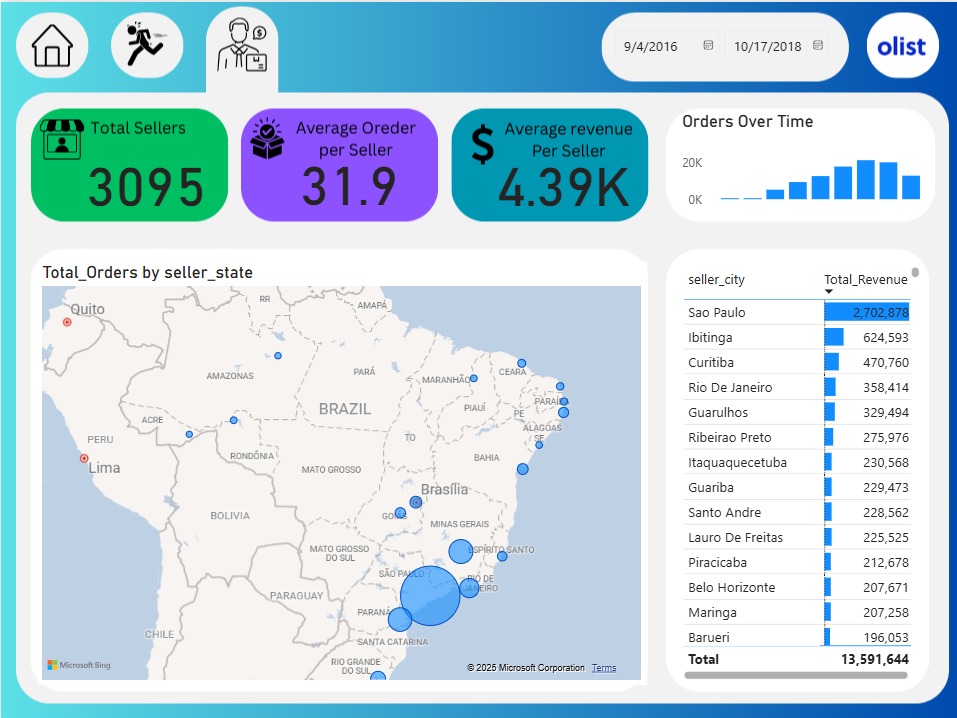 9/4/2016
10/17/2018
olist
Total Sellers
3095
Average Oreder
per Seller
31.9
$
Average revenue
Per Seller
4.39K
Orders Over Time
20K
0K
Total_Orders by seller_state
Quito
RR
AMAPÁ
AMAZONAS
PARÁ
MARANHÃO
CEARÁ
BRAZIL
PIAUÍ
PARAÍBA
PE
ACRE
ALAGOAS
SE
PERU
TO
Lima
RONDÔNIA
BAHIA
MATO GROSSO
Brasília
BOLIVIA
GOIÁS
MINAS GERAIS
MATO GROSSO
DO SUL
ESPÍRITO SANTO
SÃO PAULO
RIO DE
JANEIRO
PARAGUAY
PARANÁ
CHILE
SANTA CATARINA
RIO GRANDE
DO SUL
Microsoft Bing
© 2025 Microsoft Corporation Terms
seller_city Total_Revenue
Sao Paulo 2,702,878
Ibitinga 624,593
Curitiba 470,760
Rio De Janeiro 358,414
Guarulhos 329,494
Ribeirao Preto 275,976
Itaquaquecetuba 230,568
Guariba 229,473
Santo Andre 228,562
Lauro De Freitas 225,525
Piracicaba 212,678
Belo Horizonte 207,671
Maringa 207,258
Barueri 196,053
Total 13,591,644